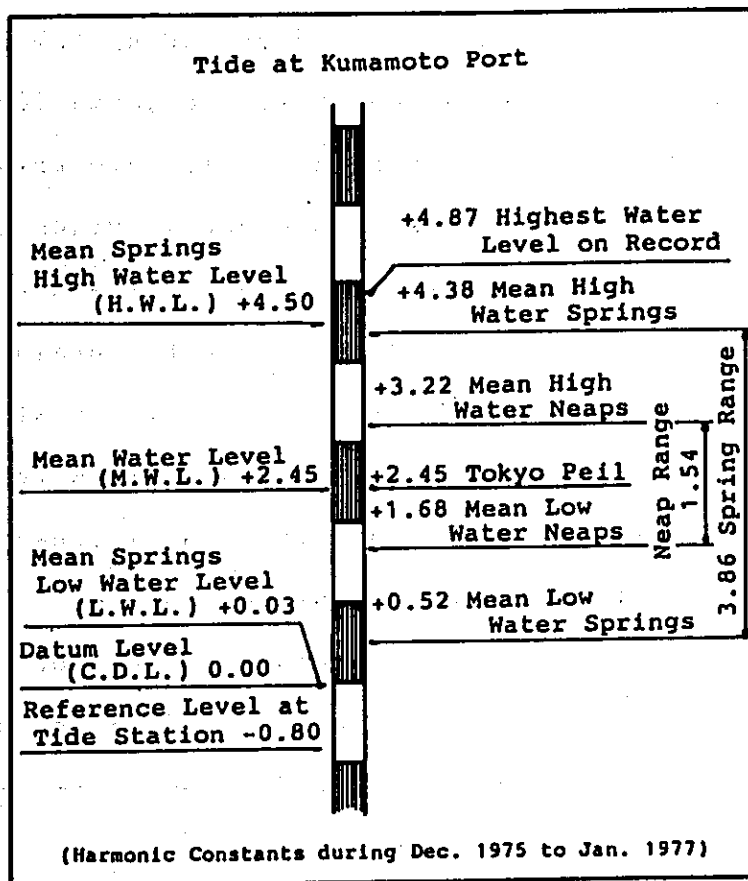 Tide at Kumamoto Port
Mean Springs
High Water Level
(H.W.L.) +4.50
Mean Water Level
(M.W.L.) +2.45
Mean Springs
Low Water Level
(L.W.L.) +0.03
Datum Level
(C.D.L.) 0.00
Reference Level at
Tide Station -0.80
+4.87 Highest Water
Level on Record
+4.38 Mean High
Water Springs
+3.22 Mean High
Water Neaps
+2.45 Tokyo Peil
+1.68 Mean Low
Water Neaps
+0.52 Mean Low
Water Springs
Neap Range
1.54
3.86 Spring Range
(Harmonic Constants during Dec. 1975 to Jan. 1977)